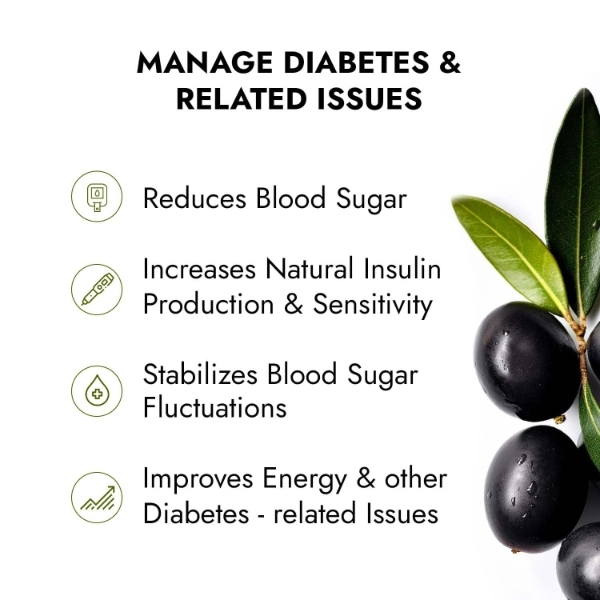 MANAGE DIABETES &
RELATED ISSUES
Reduces Blood Sugar
Increases Natural Insulin
Production & Sensitivity
Stabilizes Blood Sugar
Fluctuations
Improves Energy & other
Diabetes - related Issues